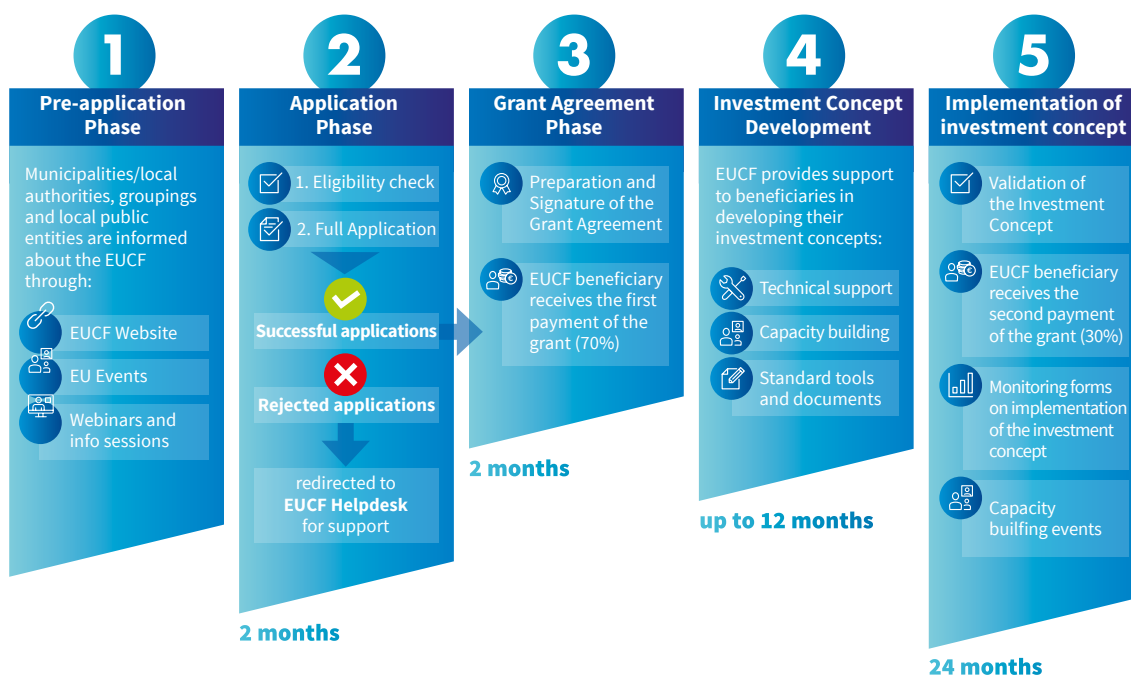 1
Pre-application
Phase
Municipalities/local
authorities, groupings
and local public
entities are informed
about the EUCF
through:
EUCF Website
EU Events
Webinars and
info sessions
2
Application
Phase
1. Eligibility check
2. Full Application
Successful applications
Rejected applications
redirected to
EUCF Helpdesk
for support
2 months
3
Grant Agreement
Phase
Preparation and
Signature of the
Grant Agreement
EUCF beneficiary
receives the first
payment of the
grant (70%)
2 months
4
Investment Concept
Development
EUCF provides support
to beneficiaries in
developing their
investment concepts:
Technical support
Capacity building
Standard tools
and documents
up to 12 months
5
Implementation of
investment concept
Validation of
the Investment
Concept
EUCF beneficiary
receives the
second payment
of the grant (30%)
Monitoring forms
on implementation
of the investment
concept
Capacity
builfing events
24 months